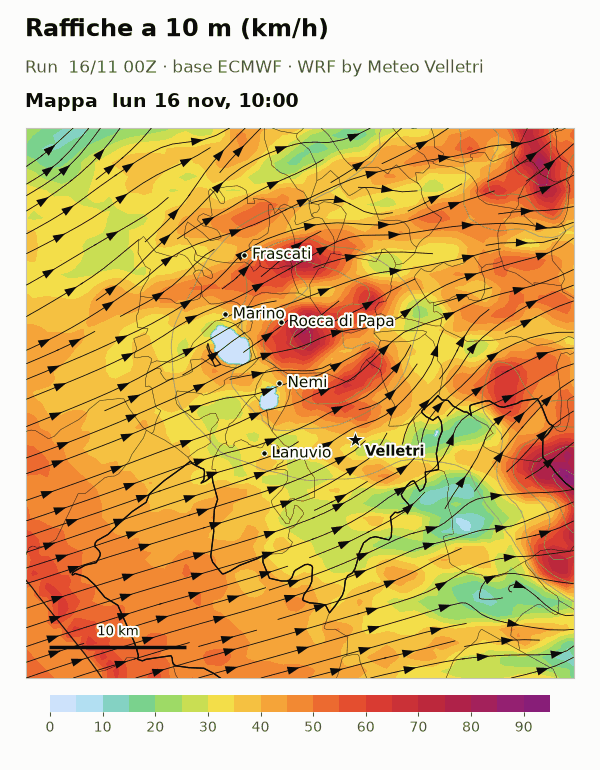 Raffiche a 10 m (km/h)
Run  16/11 00Z · base ECMWF · WRF by Meteo Velletri
Mappa  lun 16 nov, 10:00
Frascati
Marino
Rocca di Papa
Nemi
Velletri
Lanuvio
10 km
0 10 20 30 40 50 60 70 80 90